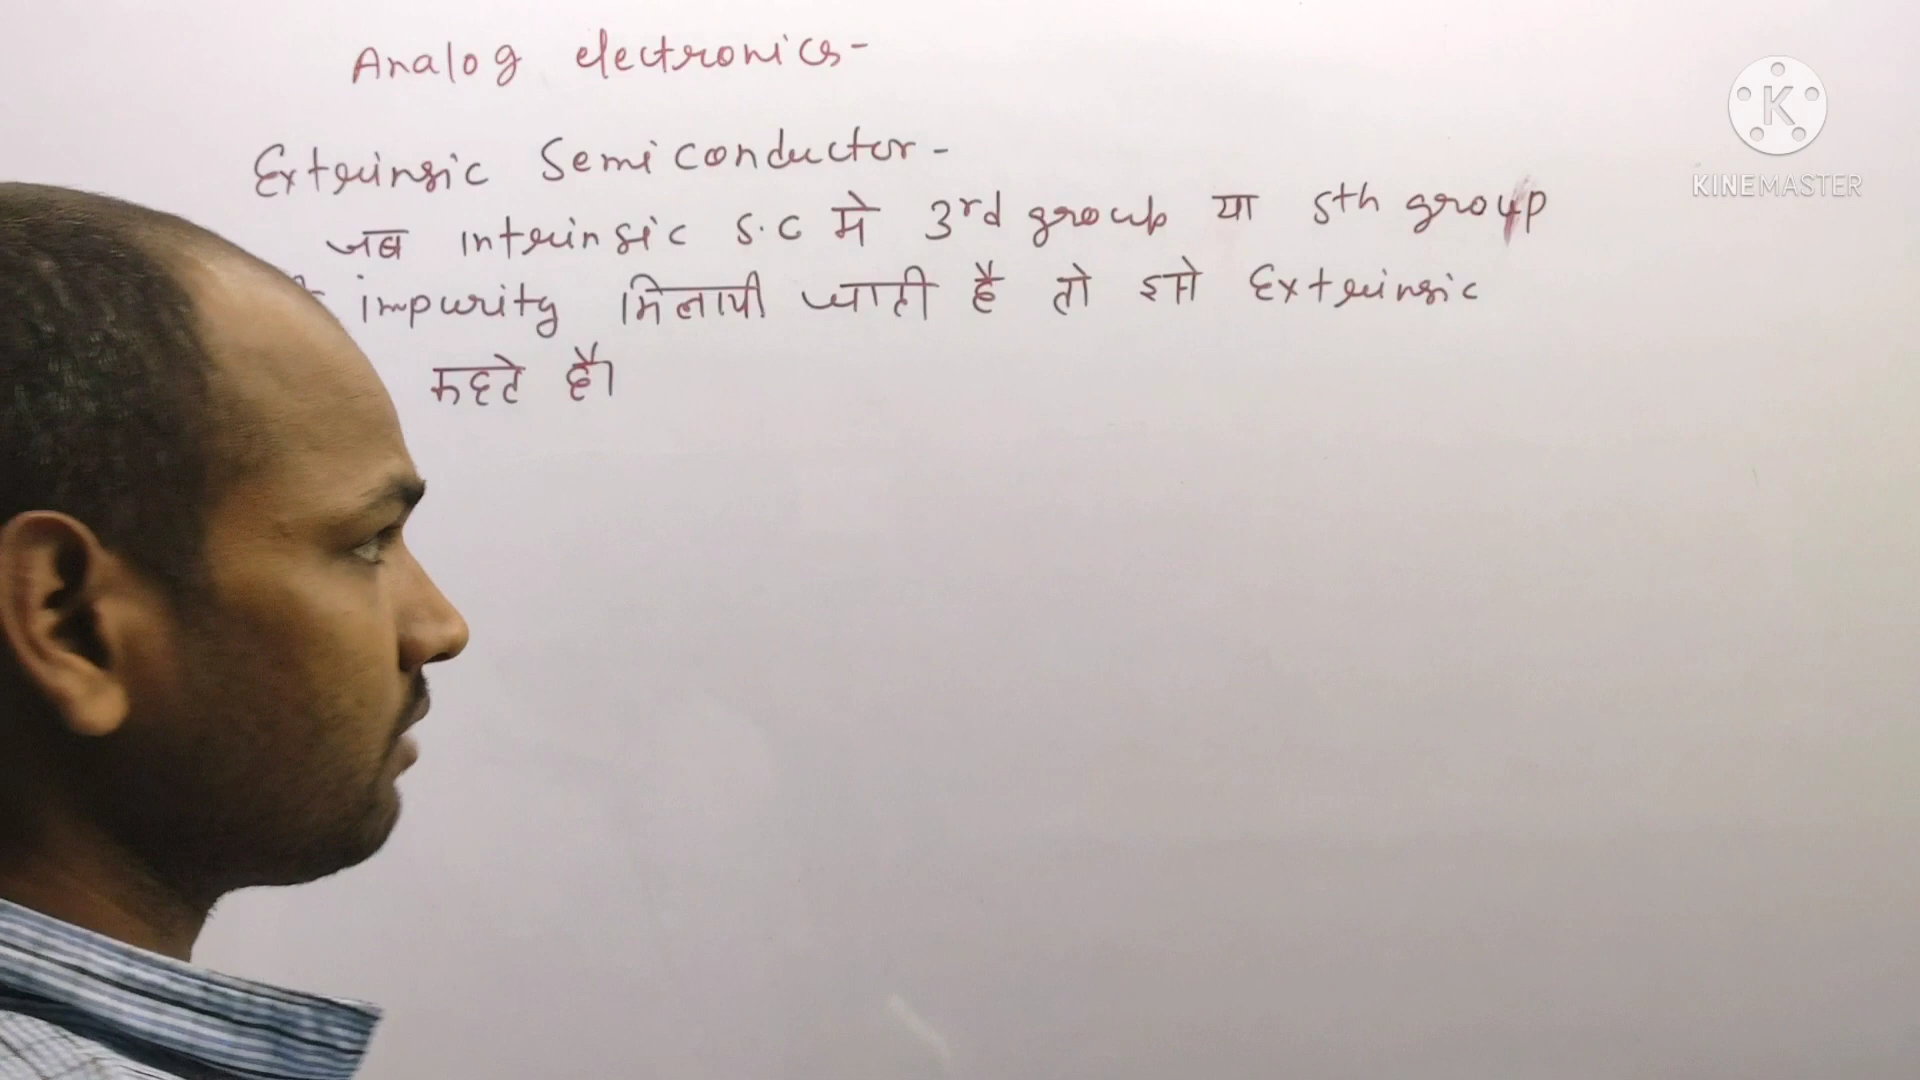 Analog electronics-
Extrinsic Semiconductor-
जब intrinsic S.C मे 3rd group या 5th group
impurity मिलायी जाती है तो इसे Extrinsic
कहते हैं।
K
KINEMASTER